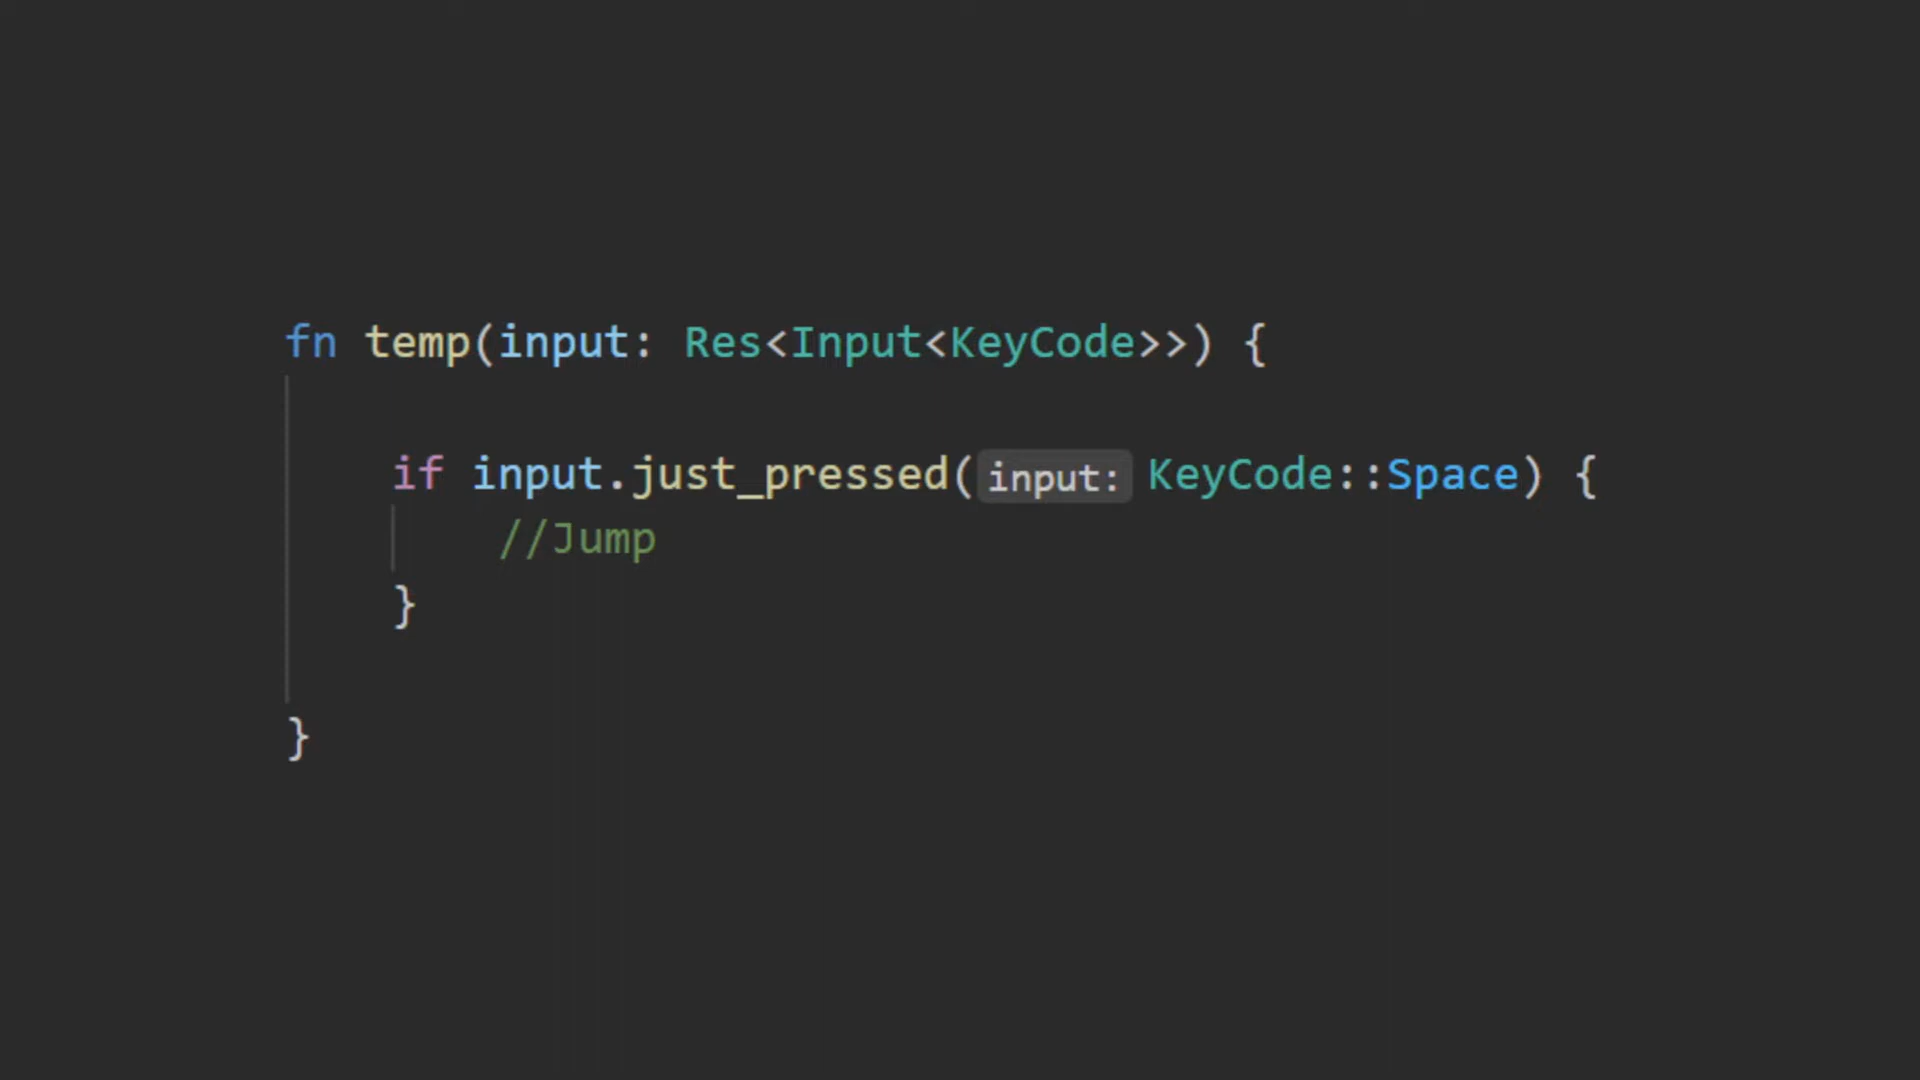 fn temp(input: Res<Input<KeyCode>>) {
if input.just_pressed(input: KeyCode::Space) {
//Jump
}
}